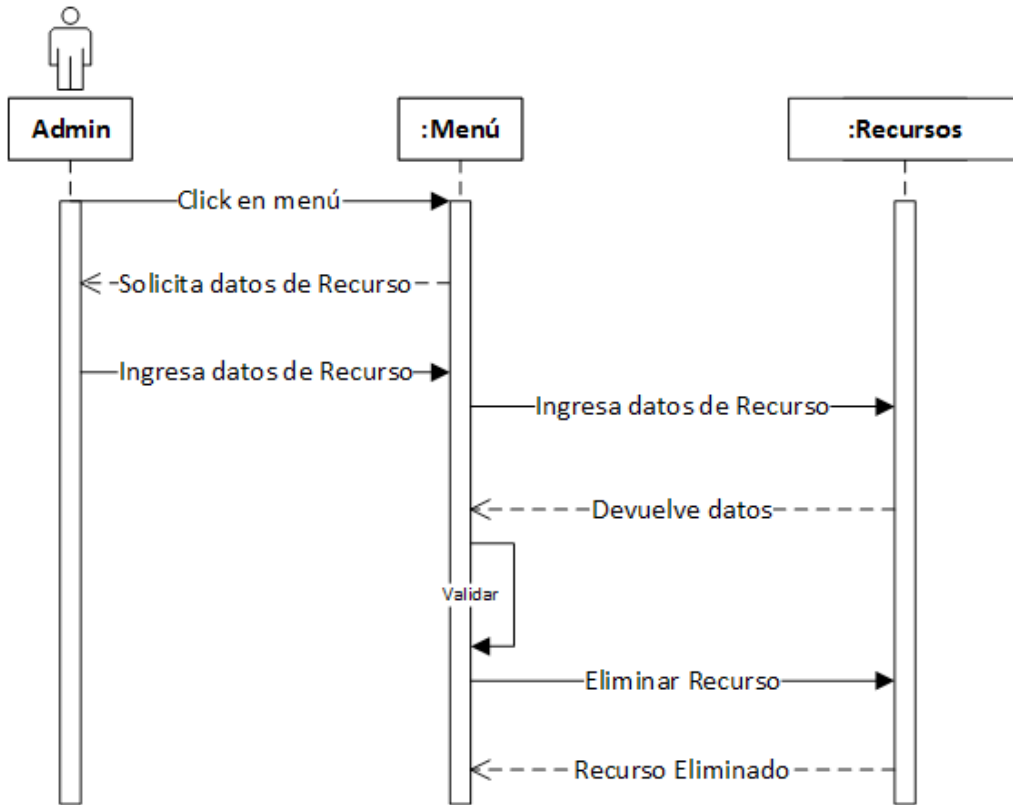 Admin
:Menú
:Recursos
Click en menú
Solicita datos de Recurso
Ingresa datos de Recurso
Ingresa datos de Recurso
Devuelve datos
Validar
Eliminar Recurso
Recurso Eliminado